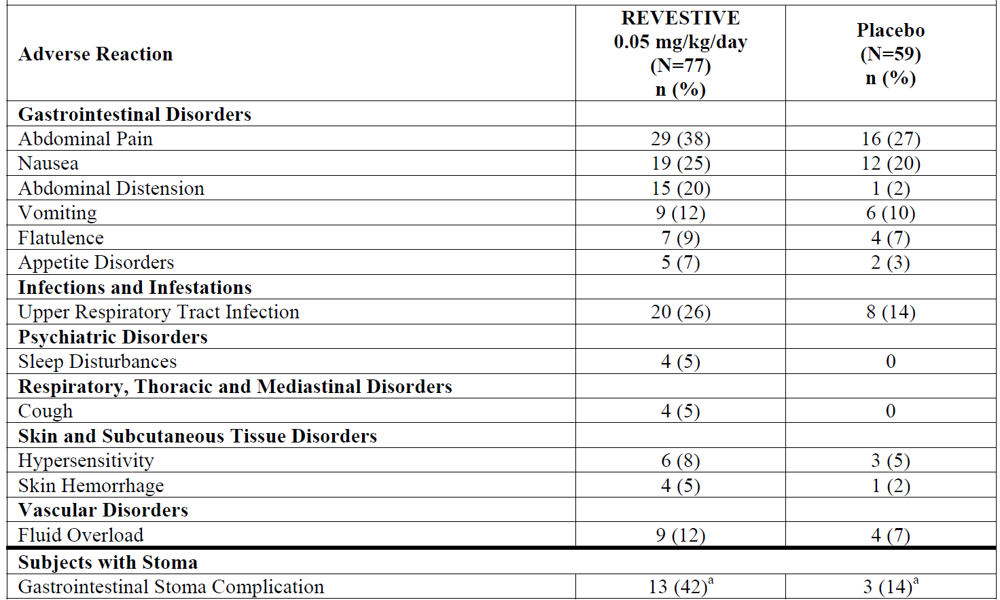 Adverse Reaction
REVESTIVE
0.05 mg/kg/day
(N=77)
n (%)
Placebo
(N=59)
n (%)
Gastrointestinal Disorders
Abdominal Pain 29 (38) 16 (27)
Nausea 19 (25) 12 (20)
Abdominal Distension 15 (20) 1 (2)
Vomiting 9 (12) 6 (10)
Flatulence 7 (9) 4 (7)
Appetite Disorders 5 (7) 2 (3)
Infections and Infestations
Upper Respiratory Tract Infection 20 (26) 8 (14)
Psychiatric Disorders
Sleep Disturbances 4 (5) 0
Respiratory, Thoracic and Mediastinal Disorders
Cough 4 (5) 0
Skin and Subcutaneous Tissue Disorders
Hypersensitivity 6 (8) 3 (5)
Skin Hemorrhage 4 (5) 1 (2)
Vascular Disorders
Fluid Overload 9 (12) 4 (7)
Subjects with Stoma
Gastrointestinal Stoma Complication 13 (42)a 3 (14)a